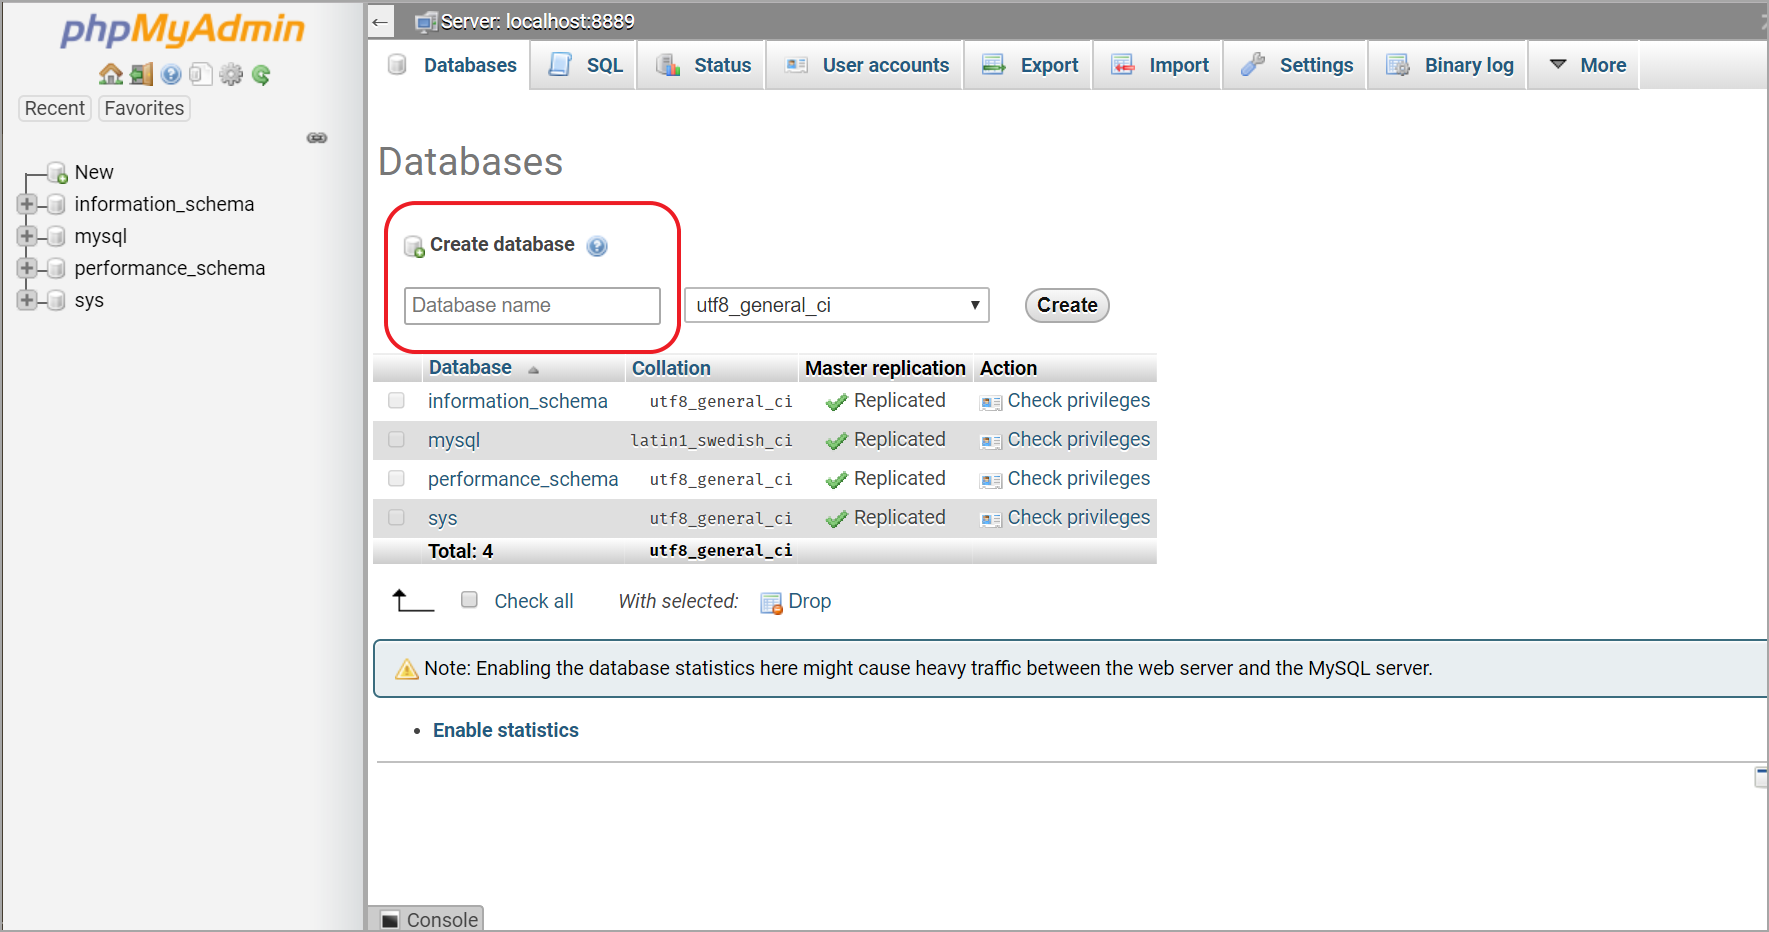 phpMyAdmin
Recent Favorites
New
information_schema
mysql
performance_schema
sys
Server: localhost:8889
Databases SQL Status User accounts Export Import Settings Binary log More
Databases
Create database
Database name utf8_general_ci Create
Database Collation Master replication Action
information_schema utf8_general_ci Replicated Check privileges
mysql latin1_swedish_ci Replicated Check privileges
performance_schema utf8_general_ci Replicated Check privileges
sys utf8_general_ci Replicated Check privileges
Total: 4 utf8_general_ci
Check all With selected: Drop
Note: Enabling the database statistics here might cause heavy traffic between the web server and the MySQL server.
• Enable statistics
Console